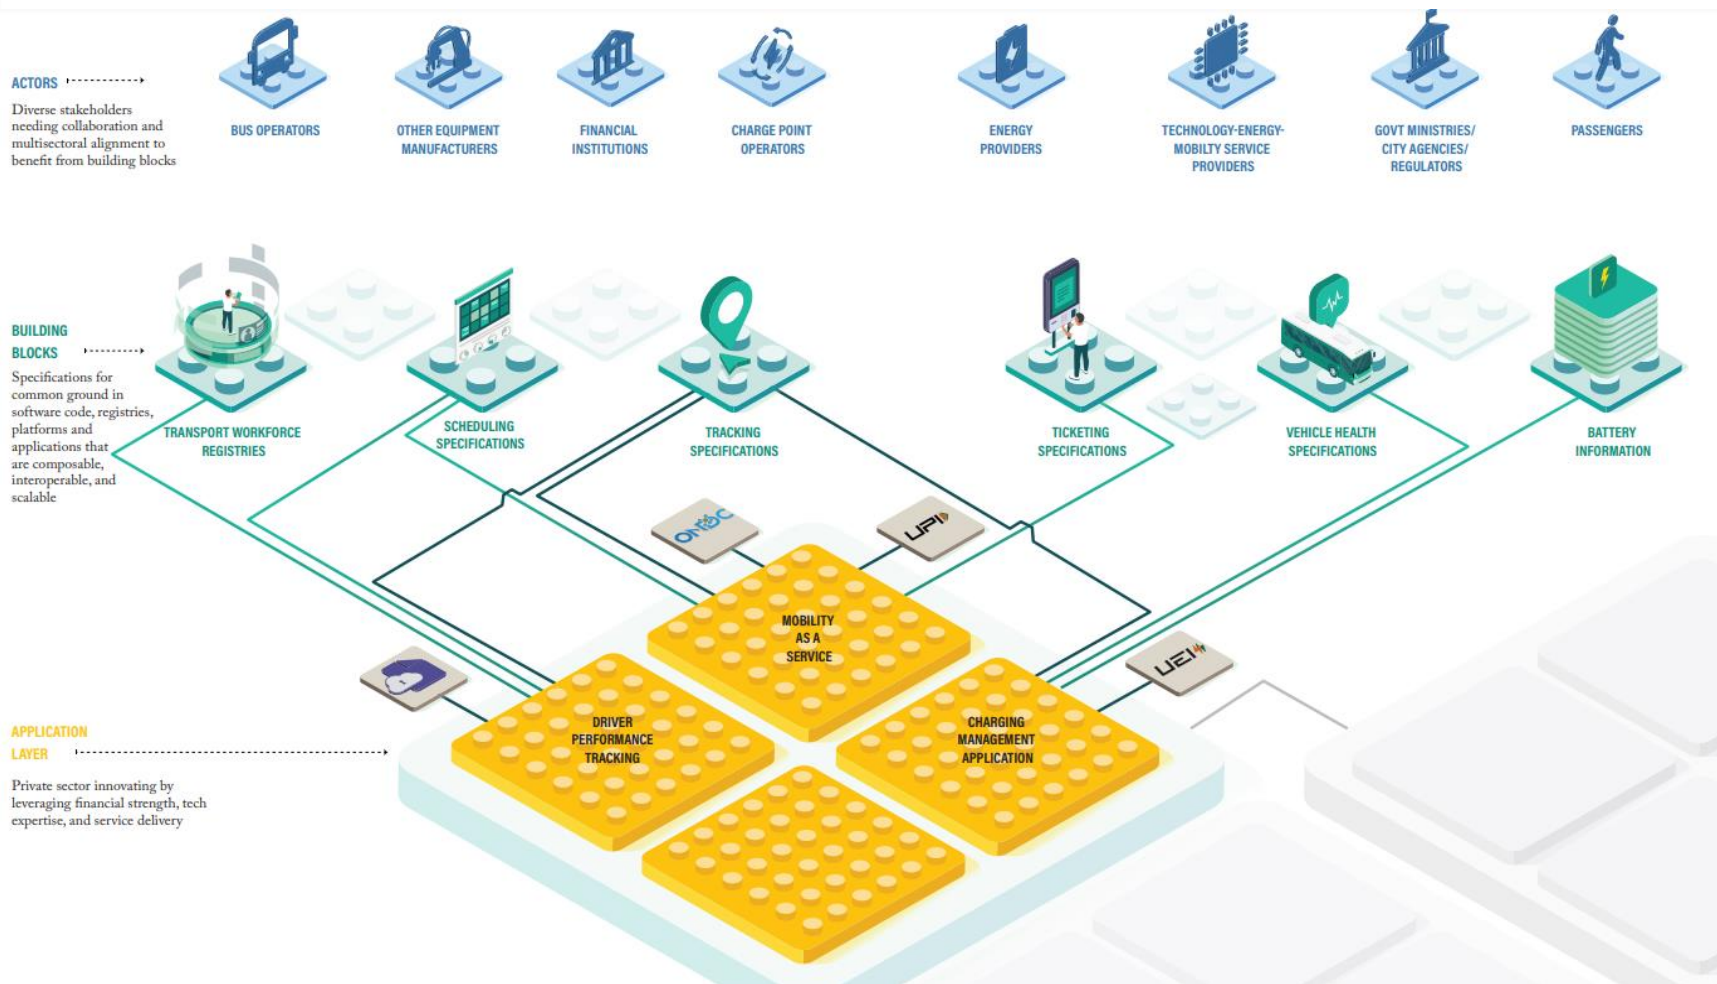 ACTORS
Diverse stakeholders
needing collaboration and
multisectoral alignment to
benefit from building blocks
BUS OPERATORS
OTHER EQUIPMENT
MANUFACTURERS
FINANCIAL
INSTITUTIONS
CHARGE POINT
OPERATORS
ENERGY
PROVIDERS
TECHNOLOGY-ENERGY-
MOBILTY SERVICE
PROVIDERS
GOVT MINISTRIES/
CITY AGENCIES/
REGULATORS
PASSENGERS
BUILDING
BLOCKS
Specifications for
common ground in
software code, registries,
platforms and
applications that
are composable,
interoperable, and
scalable
TRANSPORT WORKFORCE
REGISTRIES
SCHEDULING
SPECIFICATIONS
TRACKING
SPECIFICATIONS
TICKETING
SPECIFICATIONS
VEHICLE HEALTH
SPECIFICATIONS
BATTERY
INFORMATION
ONDC
UPI
UEI
MOBILITY
AS A
SERVICE
DRIVER
PERFORMANCE
TRACKING
CHARGING
MANAGEMENT
APPLICATION
APPLICATION
LAYER
Private sector innovating by
leveraging financial strength, tech
expertise, and service delivery